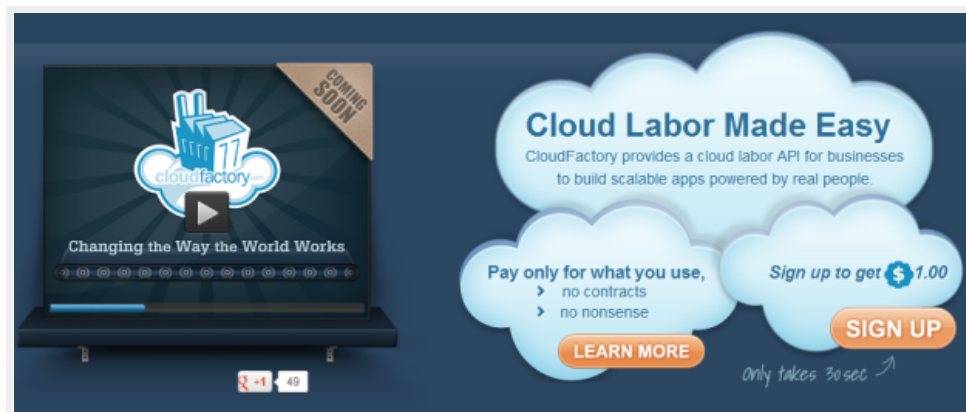 COMING
SOON
cloudfactory.com
Changing the Way the World Works
g +1 49
Cloud Labor Made Easy
CloudFactory provides a cloud labor API for businesses
to build scalable apps powered by real people.
Pay only for what you use,
no contracts
no nonsense
LEARN MORE
Sign up to get $1.00
SIGN UP
only takes 30sec